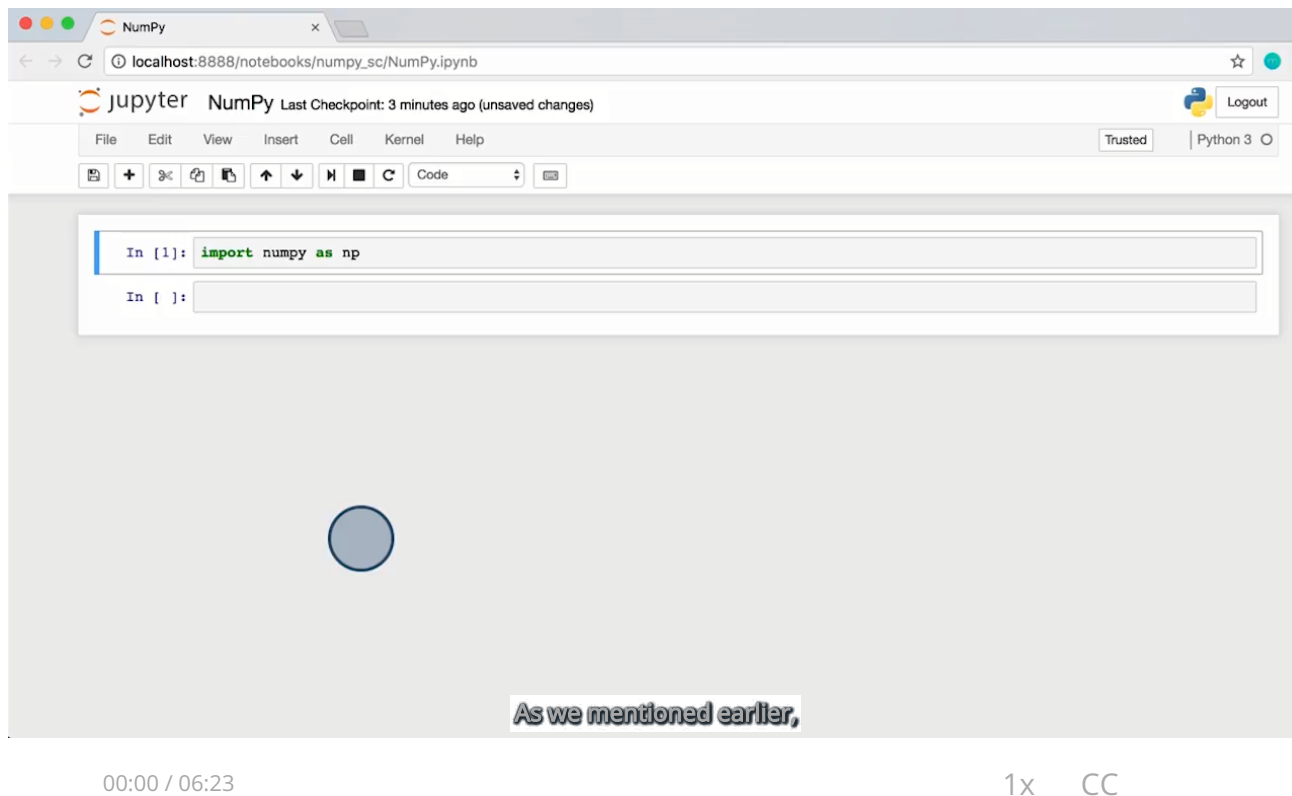 NumPy
localhost:8888/notebooks/numpy_sc/NumPy.ipynb
jupyter NumPy Last Checkpoint: 3 minutes ago (unsaved changes)
Logout
File Edit View Insert Cell Kernel Help
Trusted Python 3
Code
In [1]: import numpy as np
In [ ]:
As we mentioned earlier,
00:00 / 06:23 1x CC